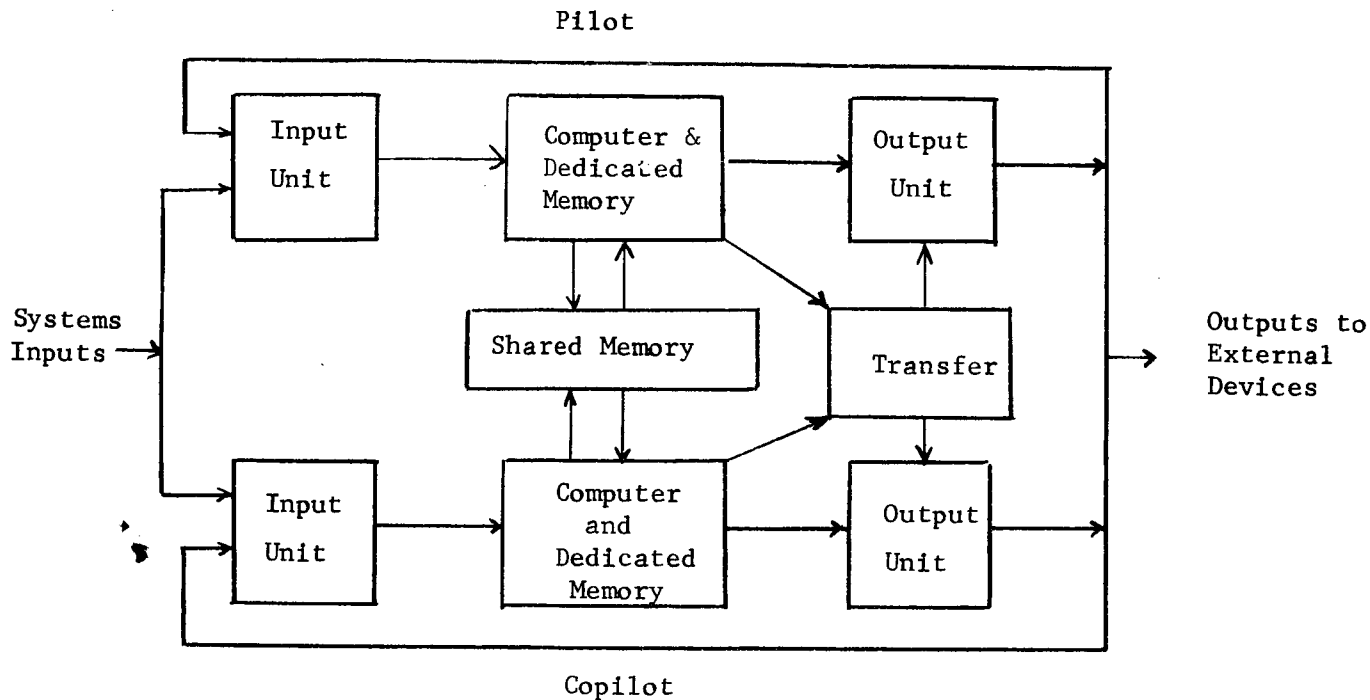 Pilot
Input
Unit
Computer &
Dedicated
Memory
Output
Unit
Systems
Inputs
Shared Memory
Transfer
Outputs to
External
Devices
Input
Unit
Computer
and
Dedicated
Memory
Output
Unit
Copilot